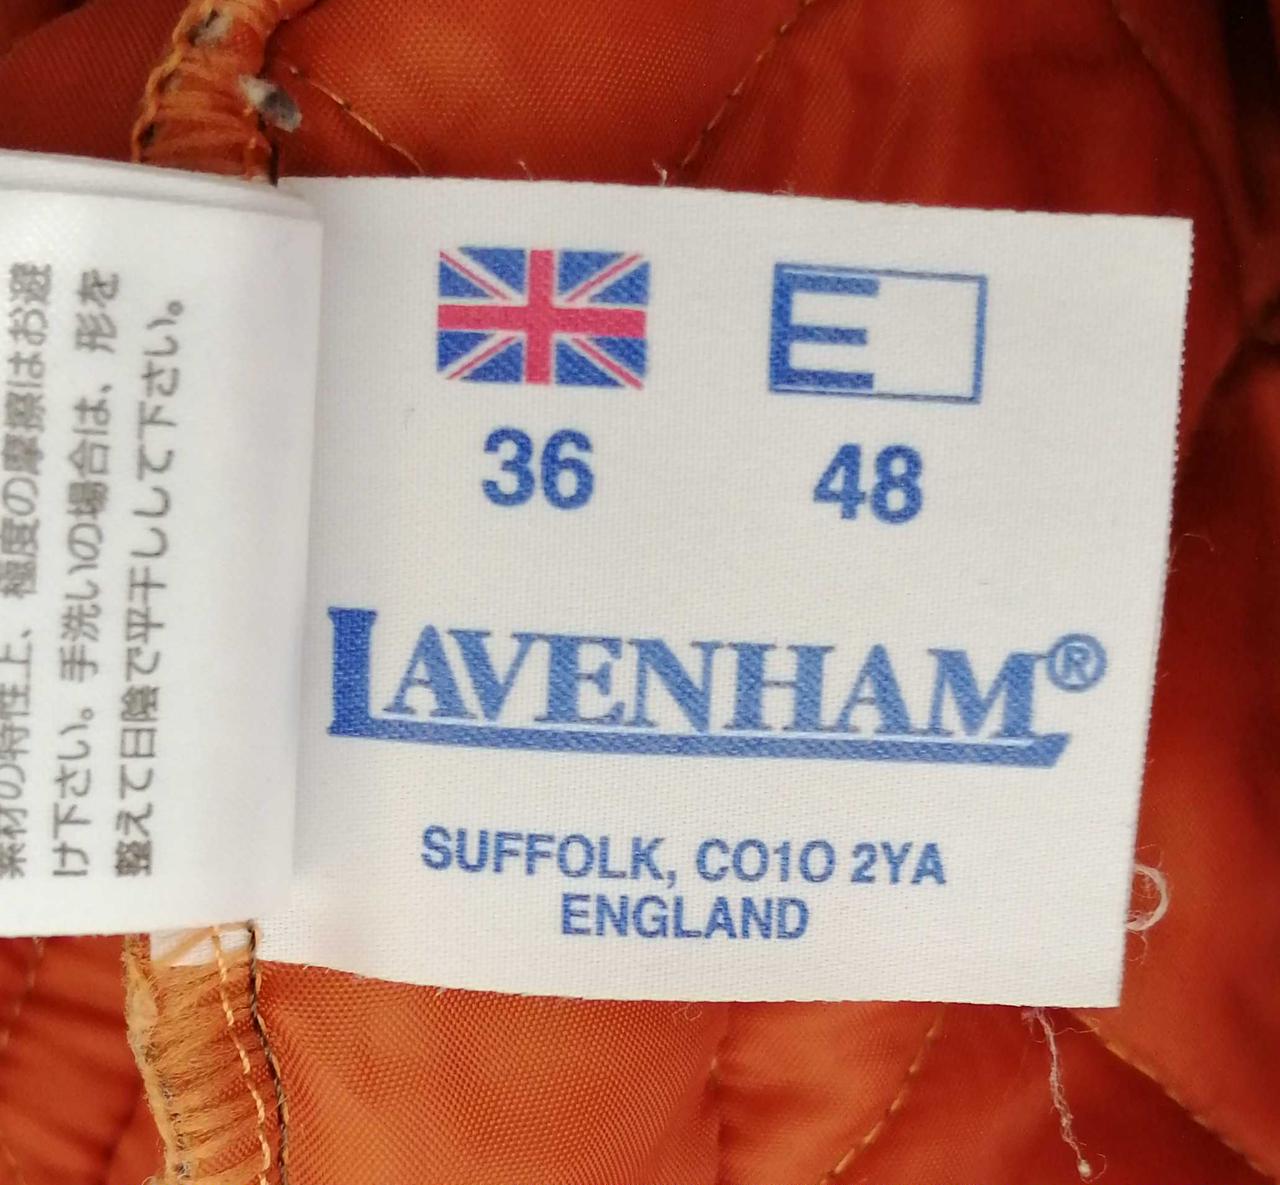 素材の特性上、極度の摩擦はお避
け下さい。手洗いの場合は、形を
整えて日陰で平干しして下さい。
E
36 48
LAVENHAM®
SUFFOLK, CO10 2YA
ENGLAND